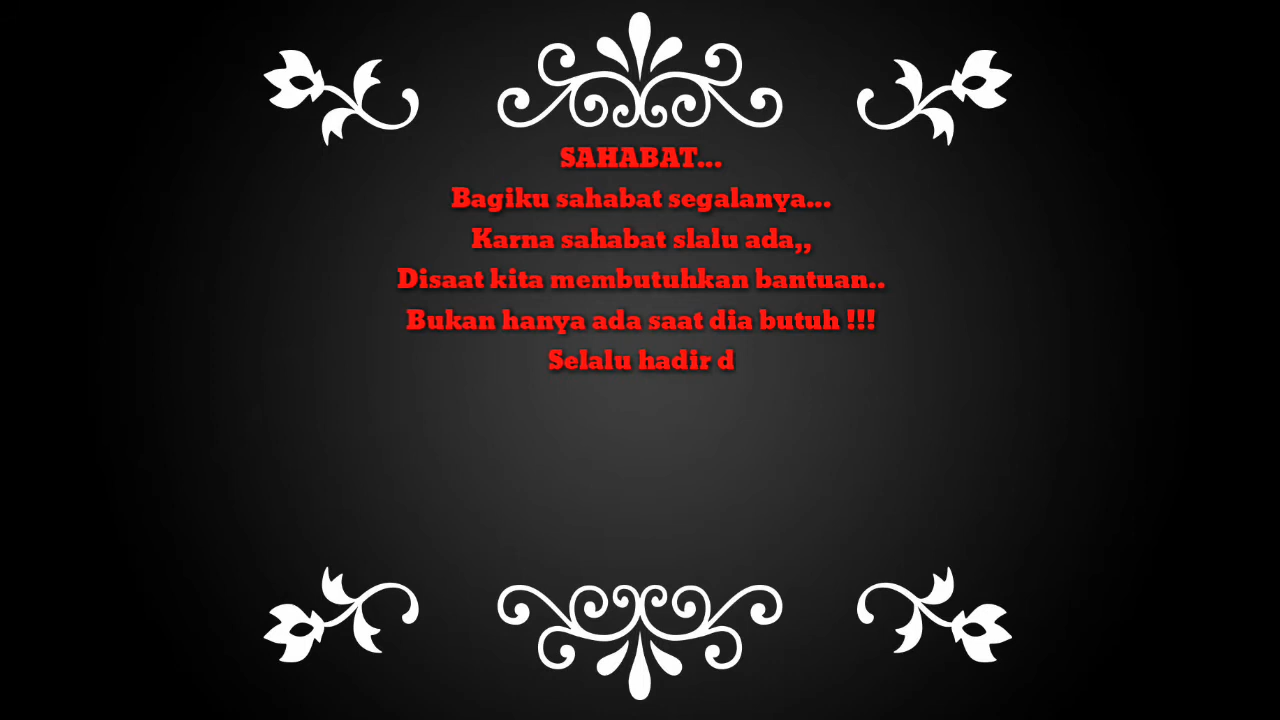 SAHABAT...
Bagiku sahabat segalanya...
Karna sahabat slalu ada,,
Disaat kita membutuhkan bantuan..
Bukan hanya ada saat dia butuh !!!
Selalu hadir d